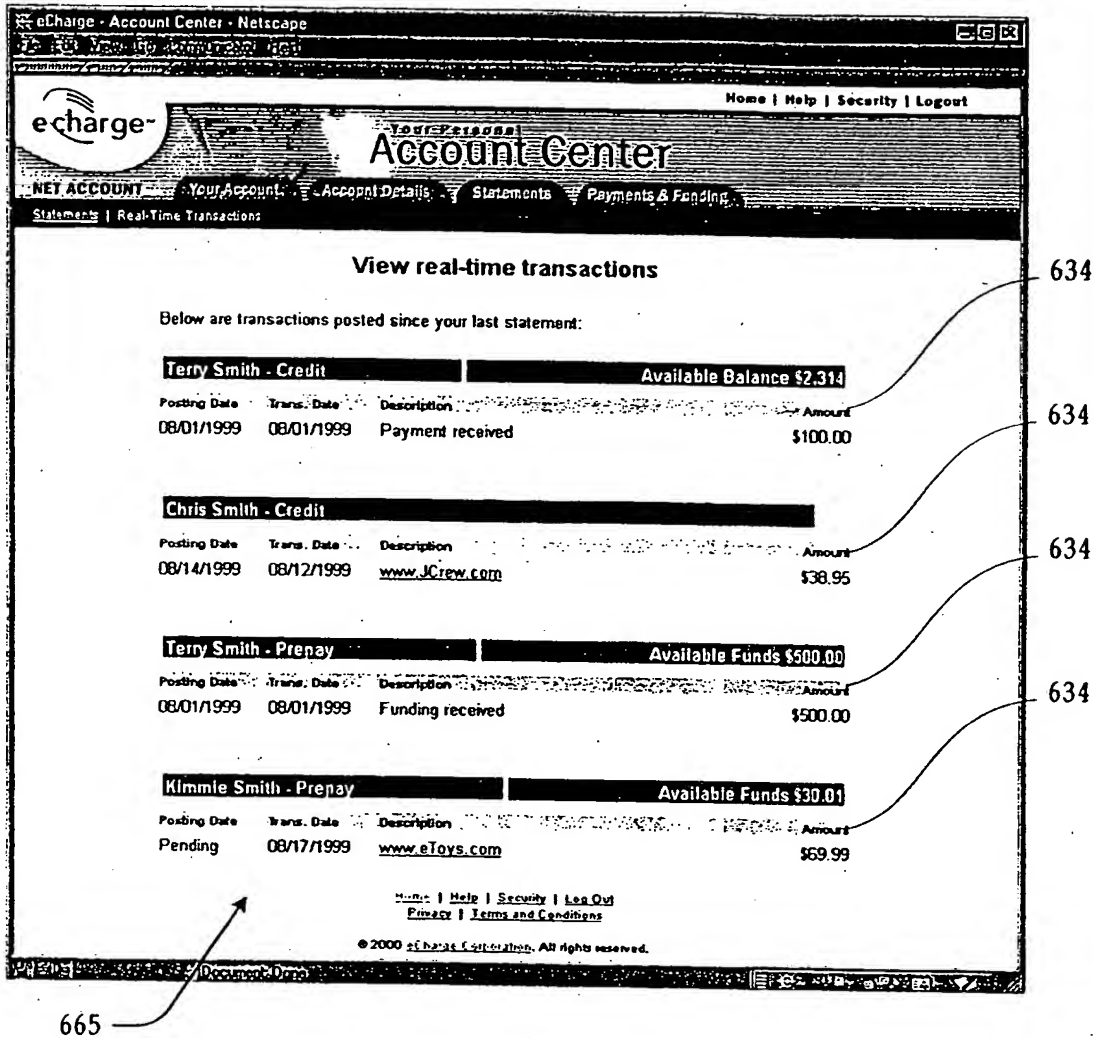 eCharge - Account Center - Netscape
Home | Help | Security | Logout
echarge
Your Personal
Account Center
NET ACCOUNT Your Account Account Details Statements Payments & Funding
Statements | Real-Time Transactions
View real-time transactions
634
Below are transactions posted since your last statement:
Terry Smith - Credit Available Balance $2,314
Posting Date Trans. Date Description Amount
08/01/1999 08/01/1999 Payment received $100.00
634
Chris Smith - Credit
Posting Date Trans. Date Description Amount
08/14/1999 08/12/1999 www.JCrew.com $38.95
634
Terry Smith - Prepay Available Funds $500.00
Posting Date Trans. Date Description Amount
08/01/1999 08/01/1999 Funding received $500.00
634
Kimmie Smith - Prepay Available Funds $30.01
Posting Date Trans. Date Description Amount
Pending 08/17/1999 www.eToys.com $69.99
Home | Help | Security | Log Out
Privacy | Terms and Conditions
© 2000 eCharge Corporation. All rights reserved.
Document: Done
665